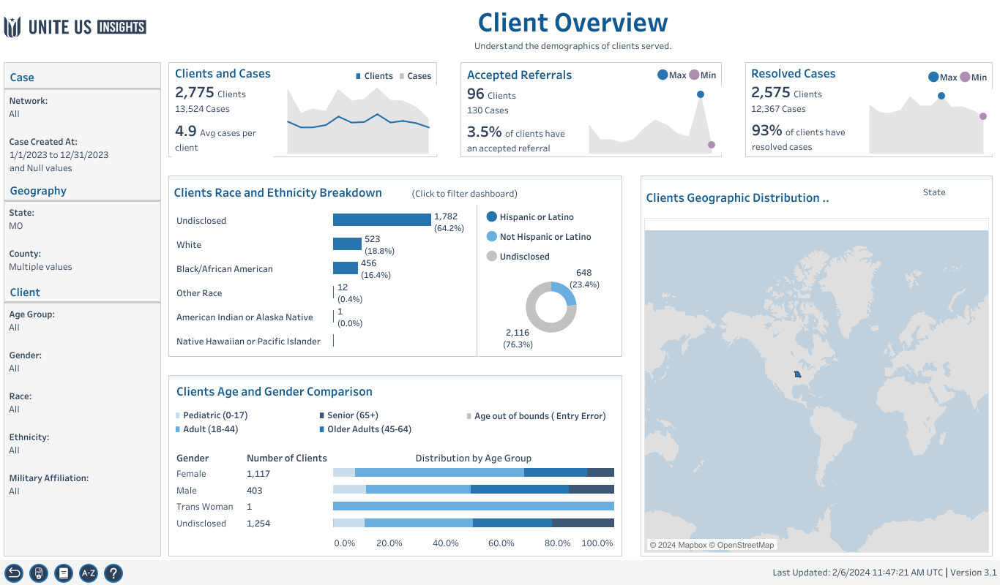 UNITE US INSIGHTS
Client Overview
Understand the demographics of clients served.
Case
Network:
All
Case Created At:
1/1/2023 to 12/31/2023
and Null values
Geography
State:
MO
County:
Multiple values
Client
Age Group:
All
Gender:
All
Race:
All
Ethnicity:
All
Military Affiliation:
All
Clients and Cases
Clients Cases
2,775 Clients
13,524 Cases
4.9 Avg cases per
client
Accepted Referrals
Max Min
96 Clients
130 Cases
3.5% of clients have
an accepted referral
Resolved Cases
Max Min
2,575 Clients
12,367 Cases
93% of clients have
resolved cases
Clients Race and Ethnicity Breakdown (Click to filter dashboard)
Undisclosed 1,782
(64.2%)
White 523
(18.8%)
Black/African American 456
(16.4%)
Other Race 12
(0.4%)
American Indian or Alaska Native 1
(0.0%)
Native Hawaiian or Pacific Islander
Hispanic or Latino
Not Hispanic or Latino
Undisclosed
648
(23.4%)
2,116
(76.3%)
Clients Age and Gender Comparison
Pediatric (0-17) Senior (65+) Age out of bounds ( Entry Error)
Adult (18-44) Older Adults (45-64)
Gender Number of Clients Distribution by Age Group
Female 1,117
Male 403
Trans Woman 1
Undisclosed 1,254
0.0% 20.0% 40.0% 60.0% 80.0% 100.0%
Clients Geographic Distribution ..
State
© 2024 Mapbox © OpenStreetMap
A-Z ?
Last Updated: 2/6/2024 11:47:21 AM UTC | Version 3.1